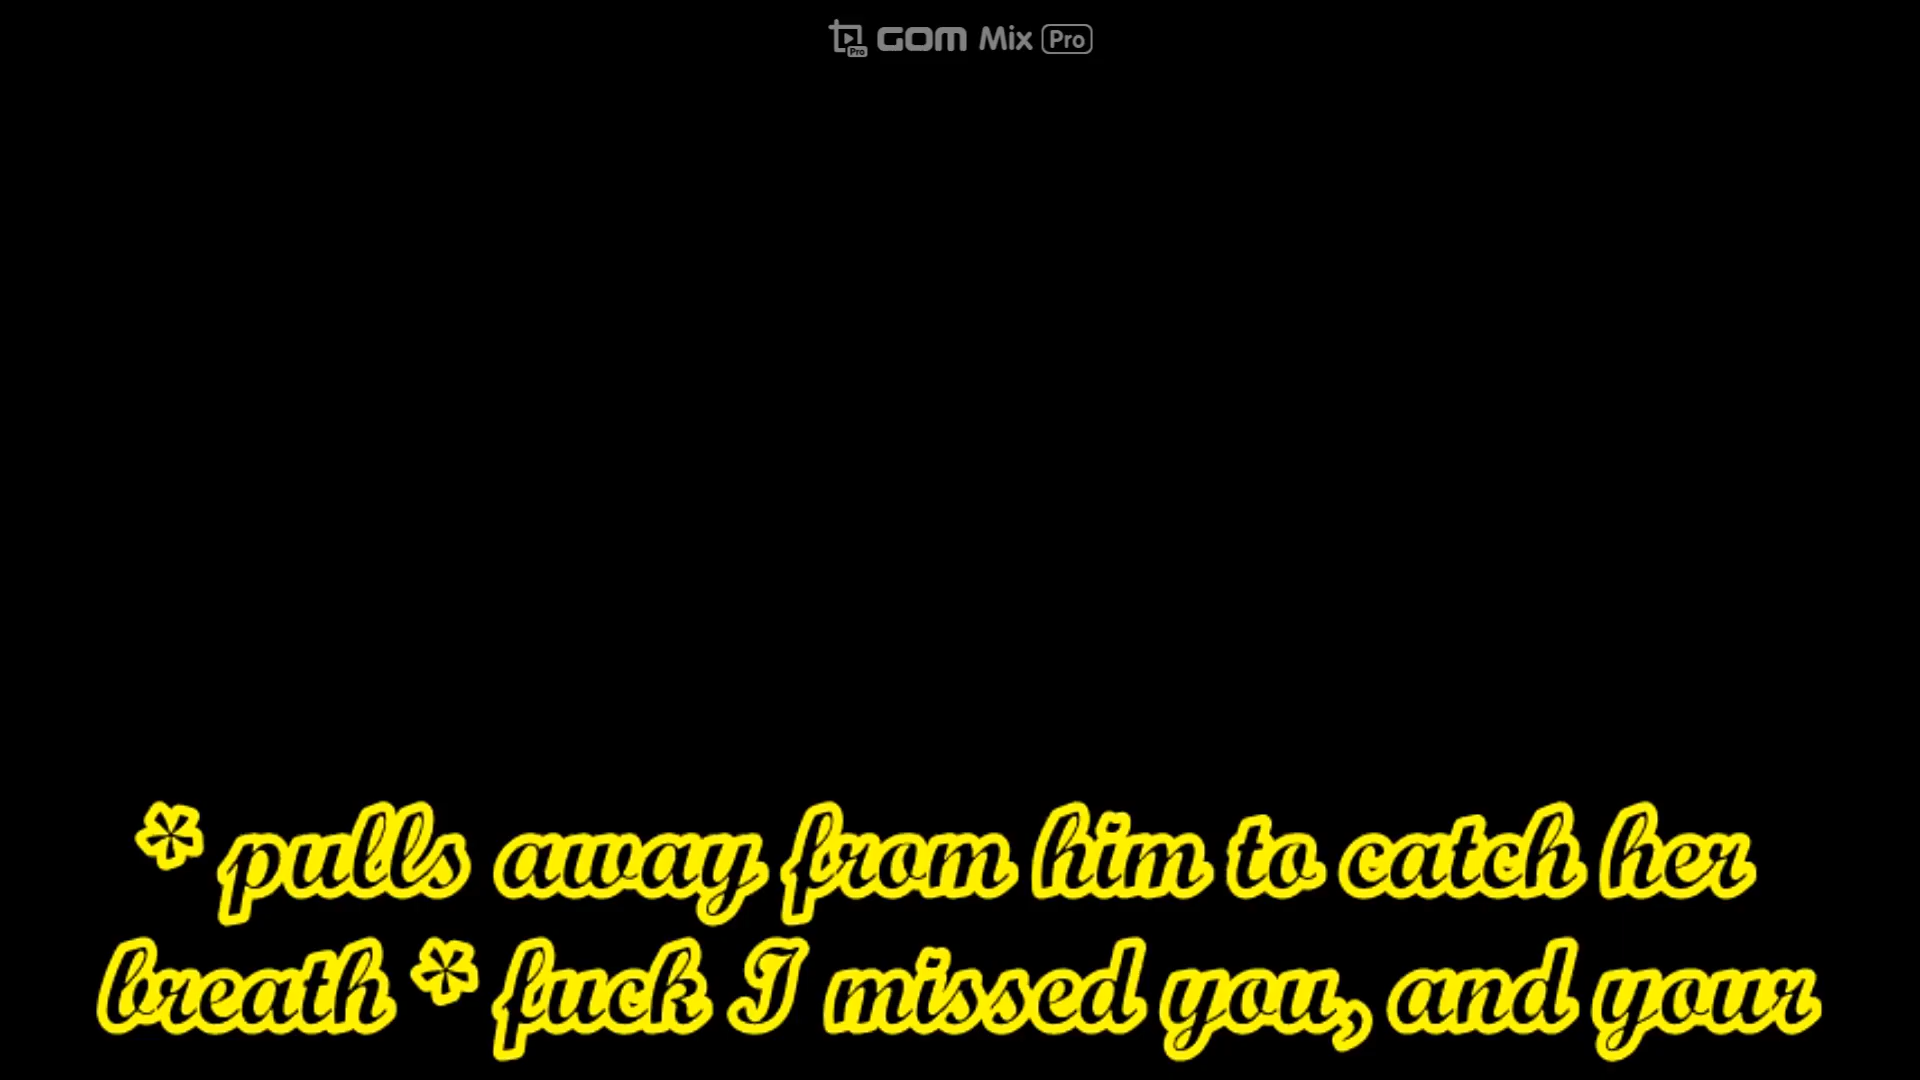 GOM Mix Pro
* pulls away from him to catch her
breath * fuck I missed you, and your